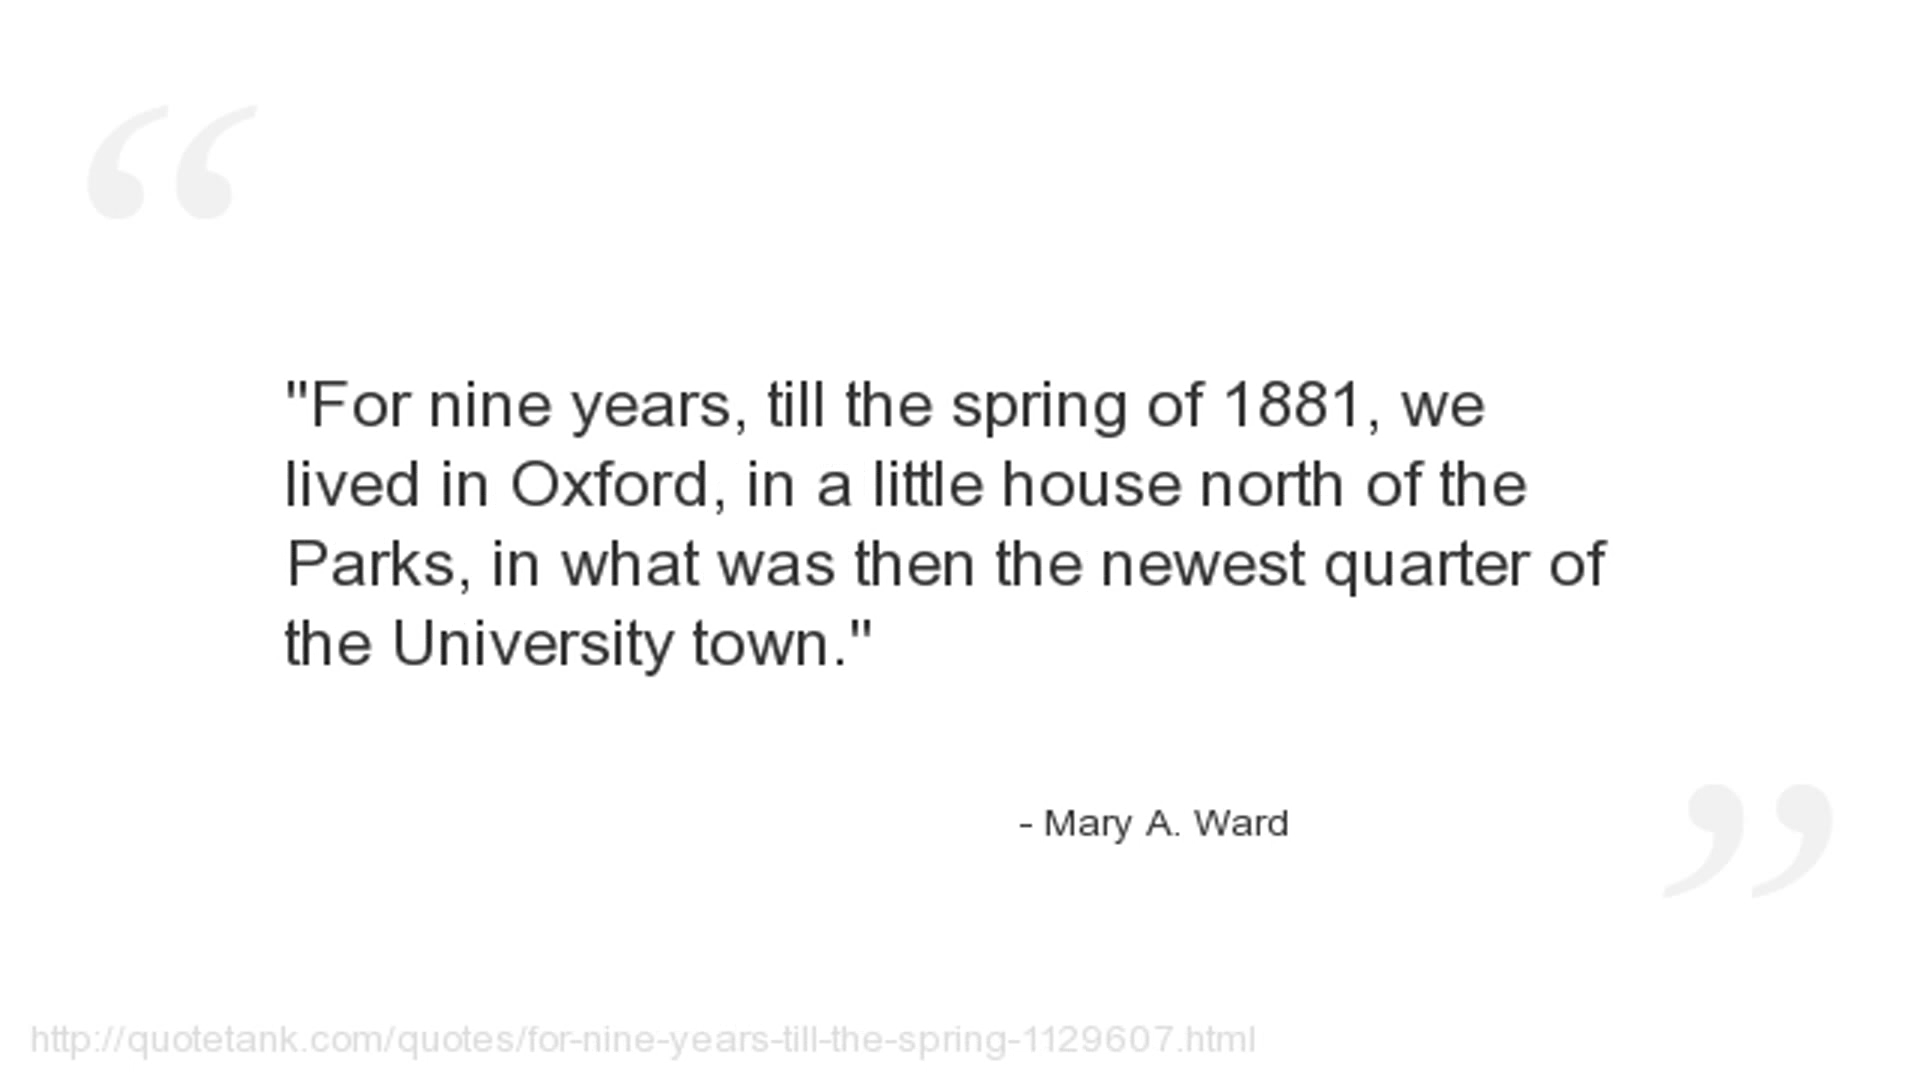 "For nine years, till the spring of 1881, we
lived in Oxford, in a little house north of the
Parks, in what was then the newest quarter of
the University town."
- Mary A. Ward
http://quotetank.com/quotes/for-nine-years-till-the-spring-1129607.html